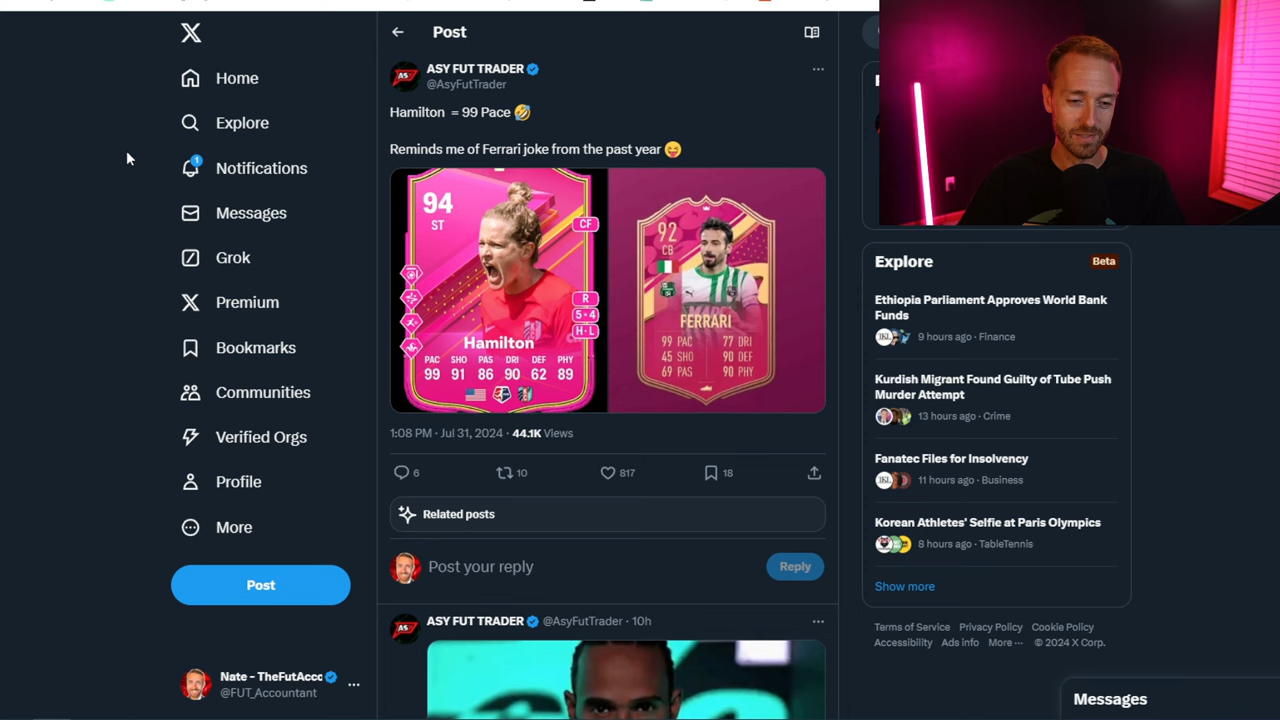 Home
Explore
1
Notifications
Messages
Grok
Premium
Bookmarks
Communities
Verified Orgs
Profile
More
Post
Nate - TheFutAcco
@FUT_Accountant
Post
ASY FUT TRADER
@AsyFutTrader
Hamilton = 99 Pace 🤣
Reminds me of Ferrari joke from the past year 😝
94
ST
CF
R
5-4
H-L
Hamilton
PAC SHO PAS DRI DEF PHY
99 91 86 90 62 89
92
CB
FERRARI
99 PAC 77 DRI
45 SHO 90 DEF
69 PAS 90 PHY
1:08 PM · Jul 31, 2024 · 44.1K Views
6 10 817 18
Related posts
Post your reply
Reply
ASY FUT TRADER @AsyFutTrader · 10h
Explore
Beta
Ethiopia Parliament Approves World Bank
Funds
9 hours ago · Finance
Kurdish Migrant Found Guilty of Tube Push
Murder Attempt
13 hours ago · Crime
Fanatec Files for Insolvency
11 hours ago · Business
Korean Athletes' Selfie at Paris Olympics
8 hours ago · TableTennis
Show more
Terms of Service Privacy Policy Cookie Policy
Accessibility Ads info More ··· © 2024 X Corp.
Messages